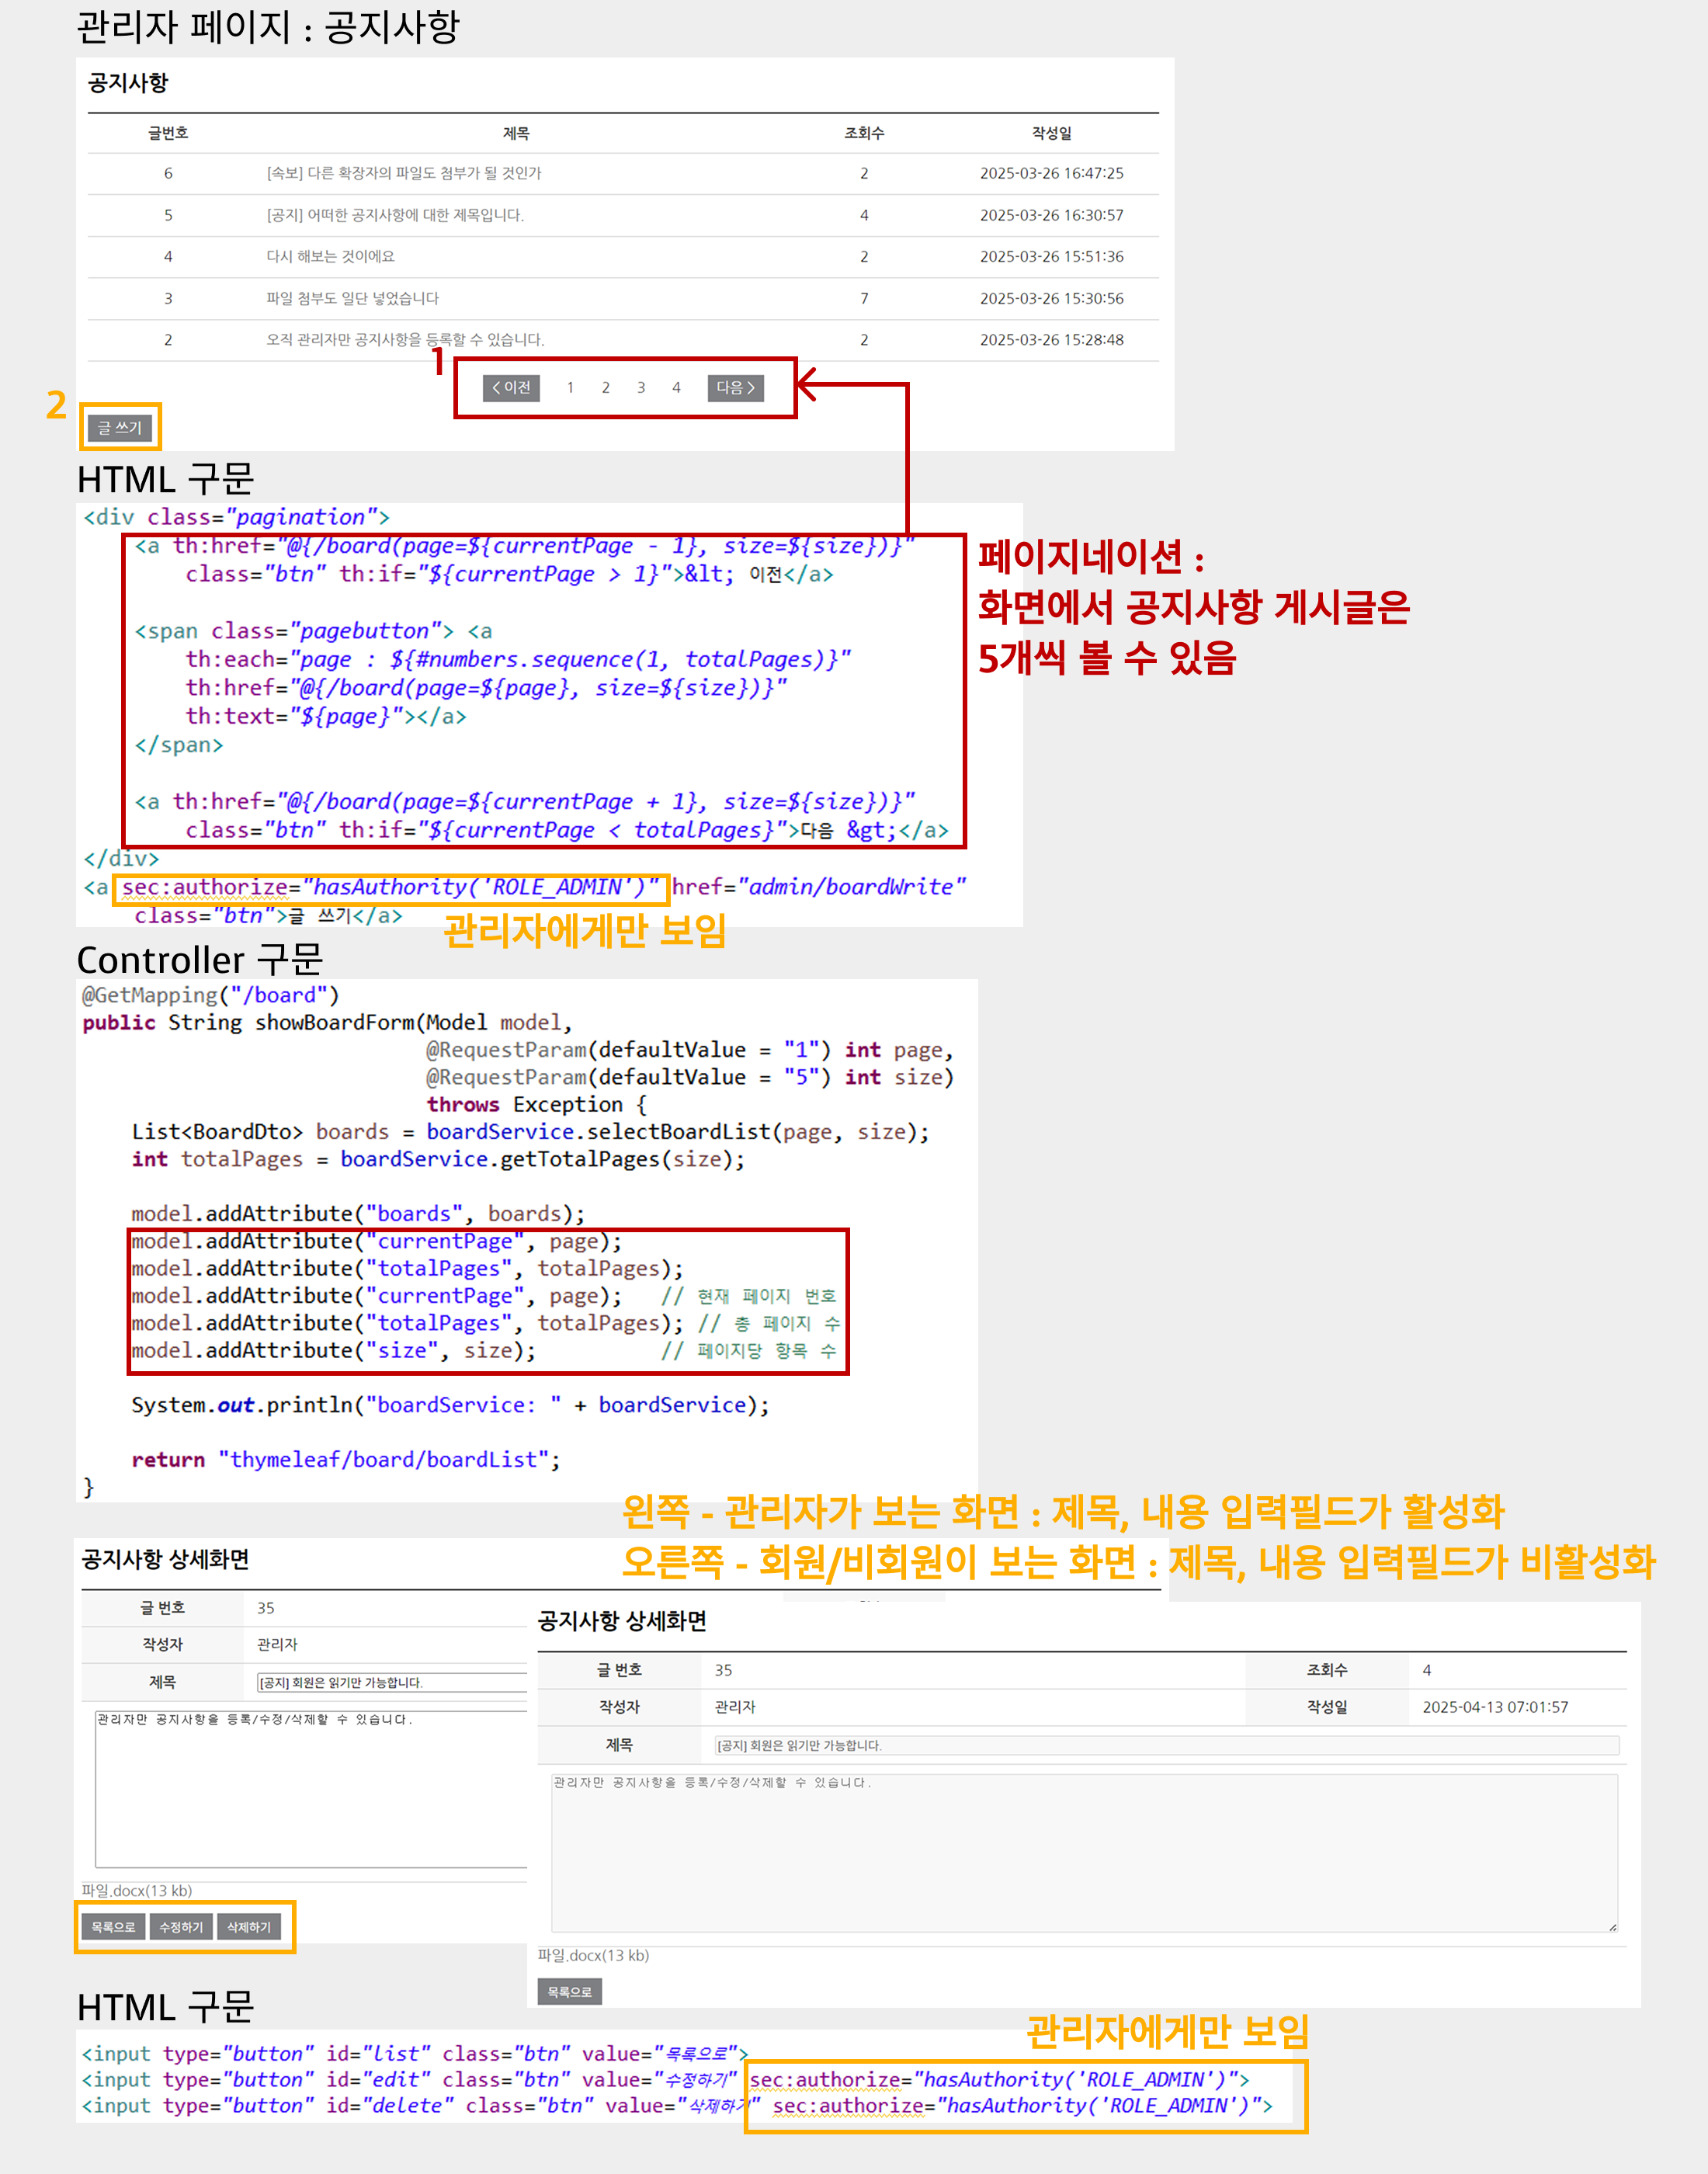 관리자 페이지 : 공지사항
공지사항
글번호 제목 조회수 작성일
6 [속보] 다른 확장자의 파일도 첨부가 될 것인가 2 2025-03-26 16:47:25
5 [공지] 어떠한 공지사항에 대한 제목입니다. 4 2025-03-26 16:30:57
4 다시 해보는 것이에요 2 2025-03-26 15:51:36
3 파일 첨부도 일단 넣었습니다 7 2025-03-26 15:30:56
2 오직 관리자만 공지사항을 등록할 수 있습니다. 2 2025-03-26 15:28:48
1
< 이전 1 2 3 4 다음 >
2
글 쓰기
HTML 구문
<div class="pagination">
<a th:href="@{/board(page=${currentPage - 1}, size=${size})}"
class="btn" th:if="${currentPage > 1}">&lt; 이전</a>
<span class="pagebutton"> <a
th:each="page : ${#numbers.sequence(1, totalPages)}"
th:href="@{/board(page=${page}, size=${size})}"
th:text="${page}"></a>
</span>
<a th:href="@{/board(page=${currentPage + 1}, size=${size})}"
class="btn" th:if="${currentPage < totalPages}">다음 &gt;</a>
</div>
<a sec:authorize="hasAuthority('ROLE_ADMIN')" href="admin/boardWrite"
class="btn">글 쓰기</a>
페이지네이션 :
화면에서 공지사항 게시글은
5개씩 볼 수 있음
관리자에게만 보임
Controller 구문
@GetMapping("/board")
public String showBoardForm(Model model,
@RequestParam(defaultValue = "1") int page,
@RequestParam(defaultValue = "5") int size)
throws Exception {
List<BoardDto> boards = boardService.selectBoardList(page, size);
int totalPages = boardService.getTotalPages(size);
model.addAttribute("boards", boards);
model.addAttribute("currentPage", page);
model.addAttribute("totalPages", totalPages);
model.addAttribute("currentPage", page); // 현재 페이지 번호
model.addAttribute("totalPages", totalPages); // 총 페이지 수
model.addAttribute("size", size); // 페이지당 항목 수
System.out.println("boardService: " + boardService);
return "thymeleaf/board/boardList";
}
왼쪽 - 관리자가 보는 화면 : 제목, 내용 입력필드가 활성화
오른쪽 - 회원/비회원이 보는 화면 : 제목, 내용 입력필드가 비활성화
공지사항 상세화면
글 번호 35
작성자 관리자
제목 [공지] 회원은 읽기만 가능합니다.
관리자만 공지사항을 등록/수정/삭제할 수 있습니다.
파일.docx(13 kb)
목록으로 수정하기 삭제하기
공지사항 상세화면
글 번호 35 조회수 4
작성자 관리자 작성일 2025-04-13 07:01:57
제목 [공지] 회원은 읽기만 가능합니다.
관리자만 공지사항을 등록/수정/삭제할 수 있습니다.
파일.docx(13 kb)
목록으로
HTML 구문
관리자에게만 보임
<input type="button" id="list" class="btn" value="목록으로">
<input type="button" id="edit" class="btn" value="수정하기" sec:authorize="hasAuthority('ROLE_ADMIN')">
<input type="button" id="delete" class="btn" value="삭제하기" sec:authorize="hasAuthority('ROLE_ADMIN')">